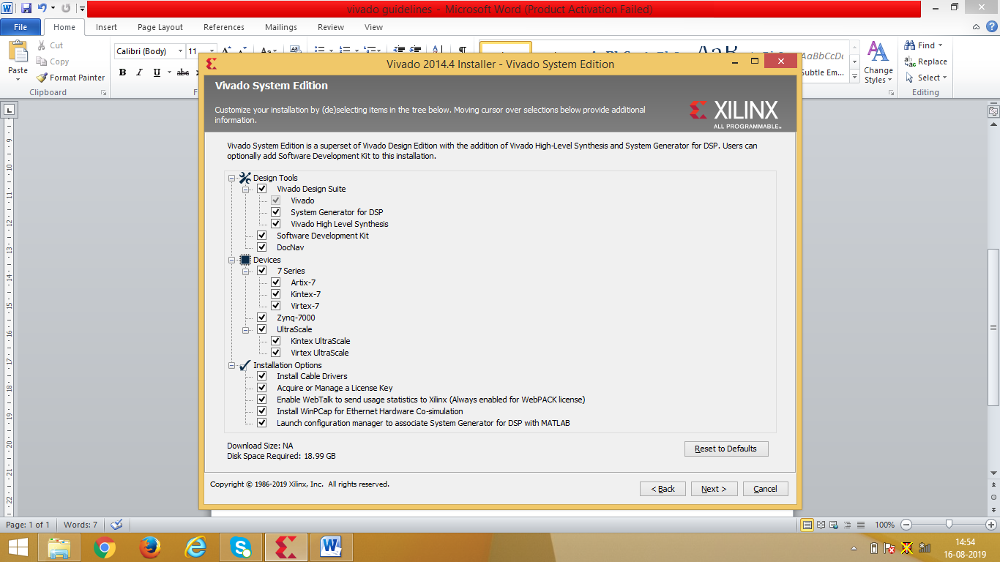 vivado guidelines - Microsoft Word (Product Activation Failed)
File Home Insert Page Layout References Mailings Review View
Paste
Cut
Copy
Format Painter
Clipboard
Calibri (Body) 11
B I U abc
Find
Replace
Select
Editing
Change
Styles
AaBbCcDc
Subtle Em...
Vivado 2014.4 Installer - Vivado System Edition
Vivado System Edition
Customize your installation by (de)selecting items in the tree below. Moving cursor over selections below provide additional
information.
XILINX
ALL PROGRAMMABLE™
Vivado System Edition is a superset of Vivado Design Edition with the addition of Vivado High-Level Synthesis and System Generator for DSP. Users can
optionally add Software Development Kit to this installation.
Design Tools
Vivado Design Suite
Vivado
System Generator for DSP
Vivado High Level Synthesis
Software Development Kit
DocNav
Devices
7 Series
Artix-7
Kintex-7
Virtex-7
Zynq-7000
UltraScale
Kintex UltraScale
Virtex UltraScale
Installation Options
Install Cable Drivers
Acquire or Manage a License Key
Enable WebTalk to send usage statistics to Xilinx (Always enabled for WebPACK license)
Install WinPCap for Ethernet Hardware Co-simulation
Launch configuration manager to associate System Generator for DSP with MATLAB
Download Size: NA
Disk Space Required: 18.99 GB
Reset to Defaults
Copyright © 1986-2019 Xilinx, Inc. All rights reserved.
< Back Next > Cancel
Page: 1 of 1 Words: 7 100%
14:54
16-08-2019